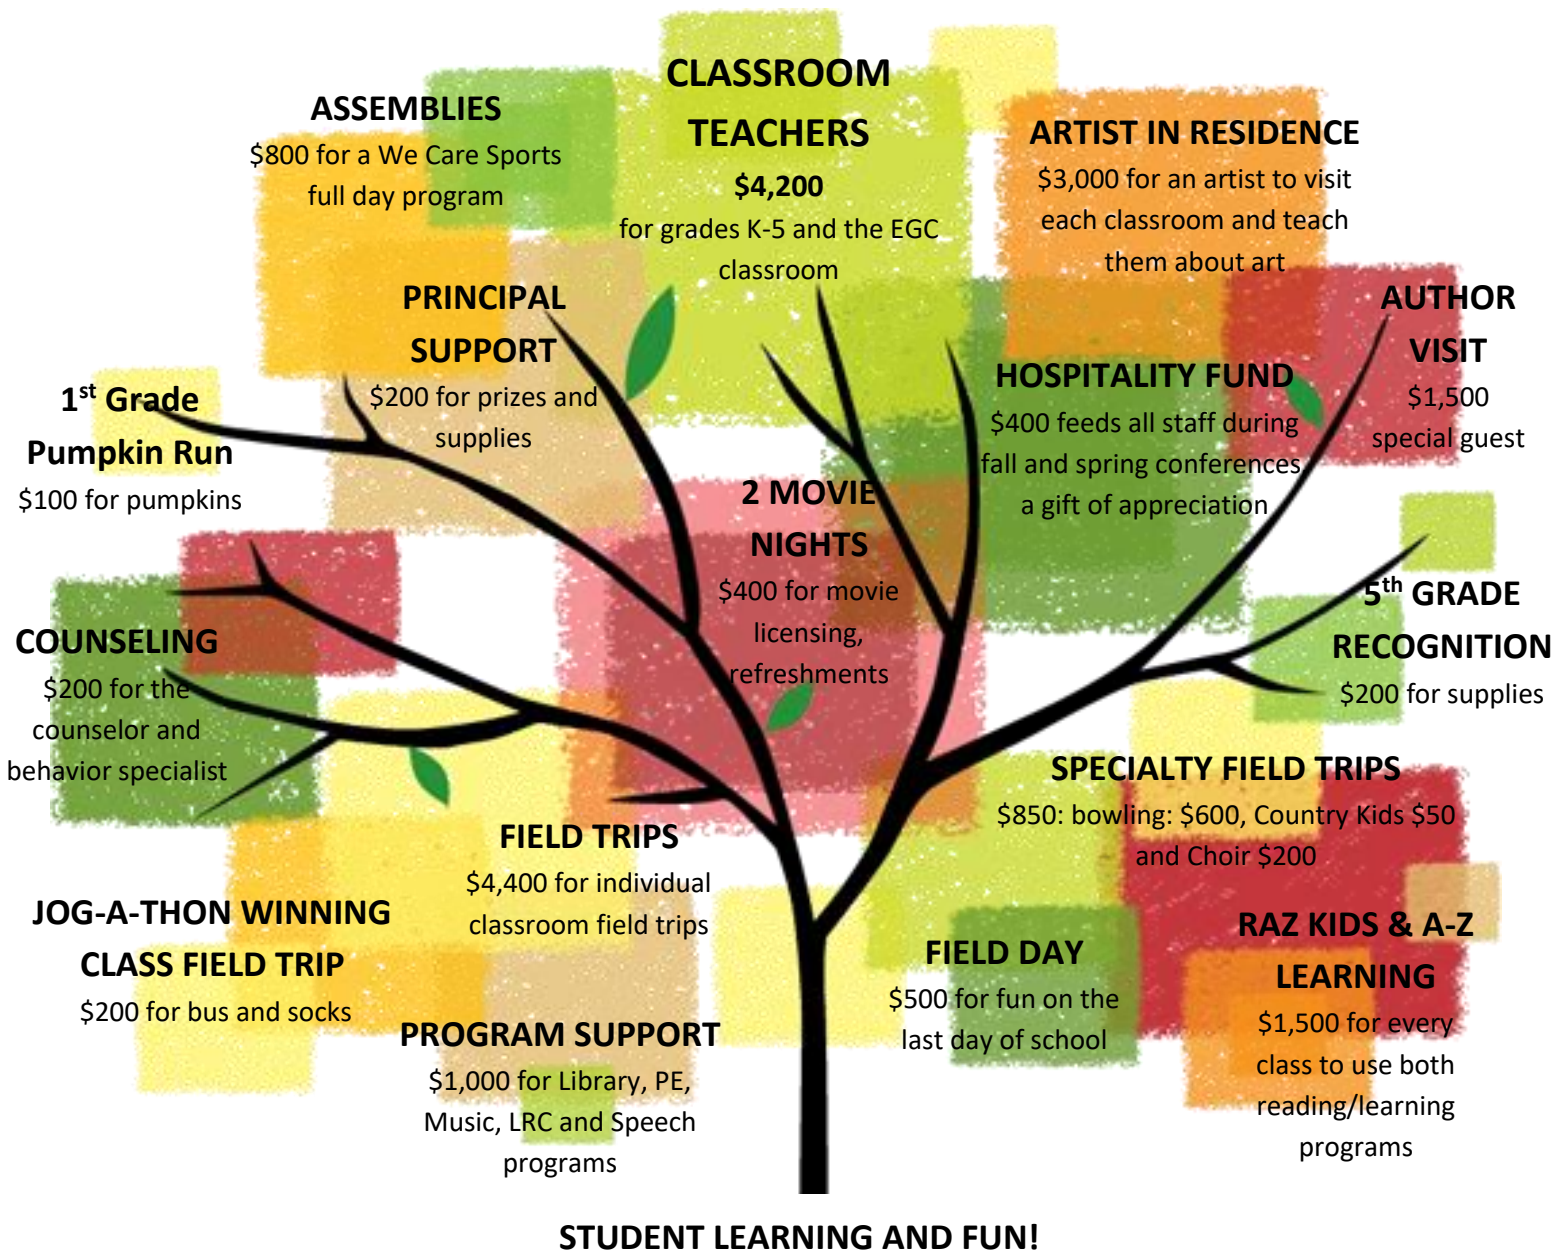 CLASSROOM
TEACHERS
$4,200
for grades K-5 and the EGC
classroom
ASSEMBLIES
$800 for a We Care Sports
full day program
ARTIST IN RESIDENCE
$3,000 for an artist to visit
each classroom and teach
them about art
PRINCIPAL
SUPPORT
$200 for prizes and
supplies
AUTHOR
VISIT
$1,500
special guest
HOSPITALITY FUND
$400 feeds all staff during
fall and spring conferences
a gift of appreciation
1st Grade
Pumpkin Run
$100 for pumpkins
2 MOVIE
NIGHTS
$400 for movie
licensing,
refreshments
5th GRADE
RECOGNITION
$200 for supplies
COUNSELING
$200 for the
counselor and
behavior specialist
SPECIALTY FIELD TRIPS
$850: bowling: $600, Country Kids $50
and Choir $200
FIELD TRIPS
$4,400 for individual
classroom field trips
JOG-A-THON WINNING
CLASS FIELD TRIP
$200 for bus and socks
FIELD DAY
$500 for fun on the
last day of school
RAZ KIDS & A-Z
LEARNING
$1,500 for every
class to use both
reading/learning
programs
PROGRAM SUPPORT
$1,000 for Library, PE,
Music, LRC and Speech
programs
STUDENT LEARNING AND FUN!